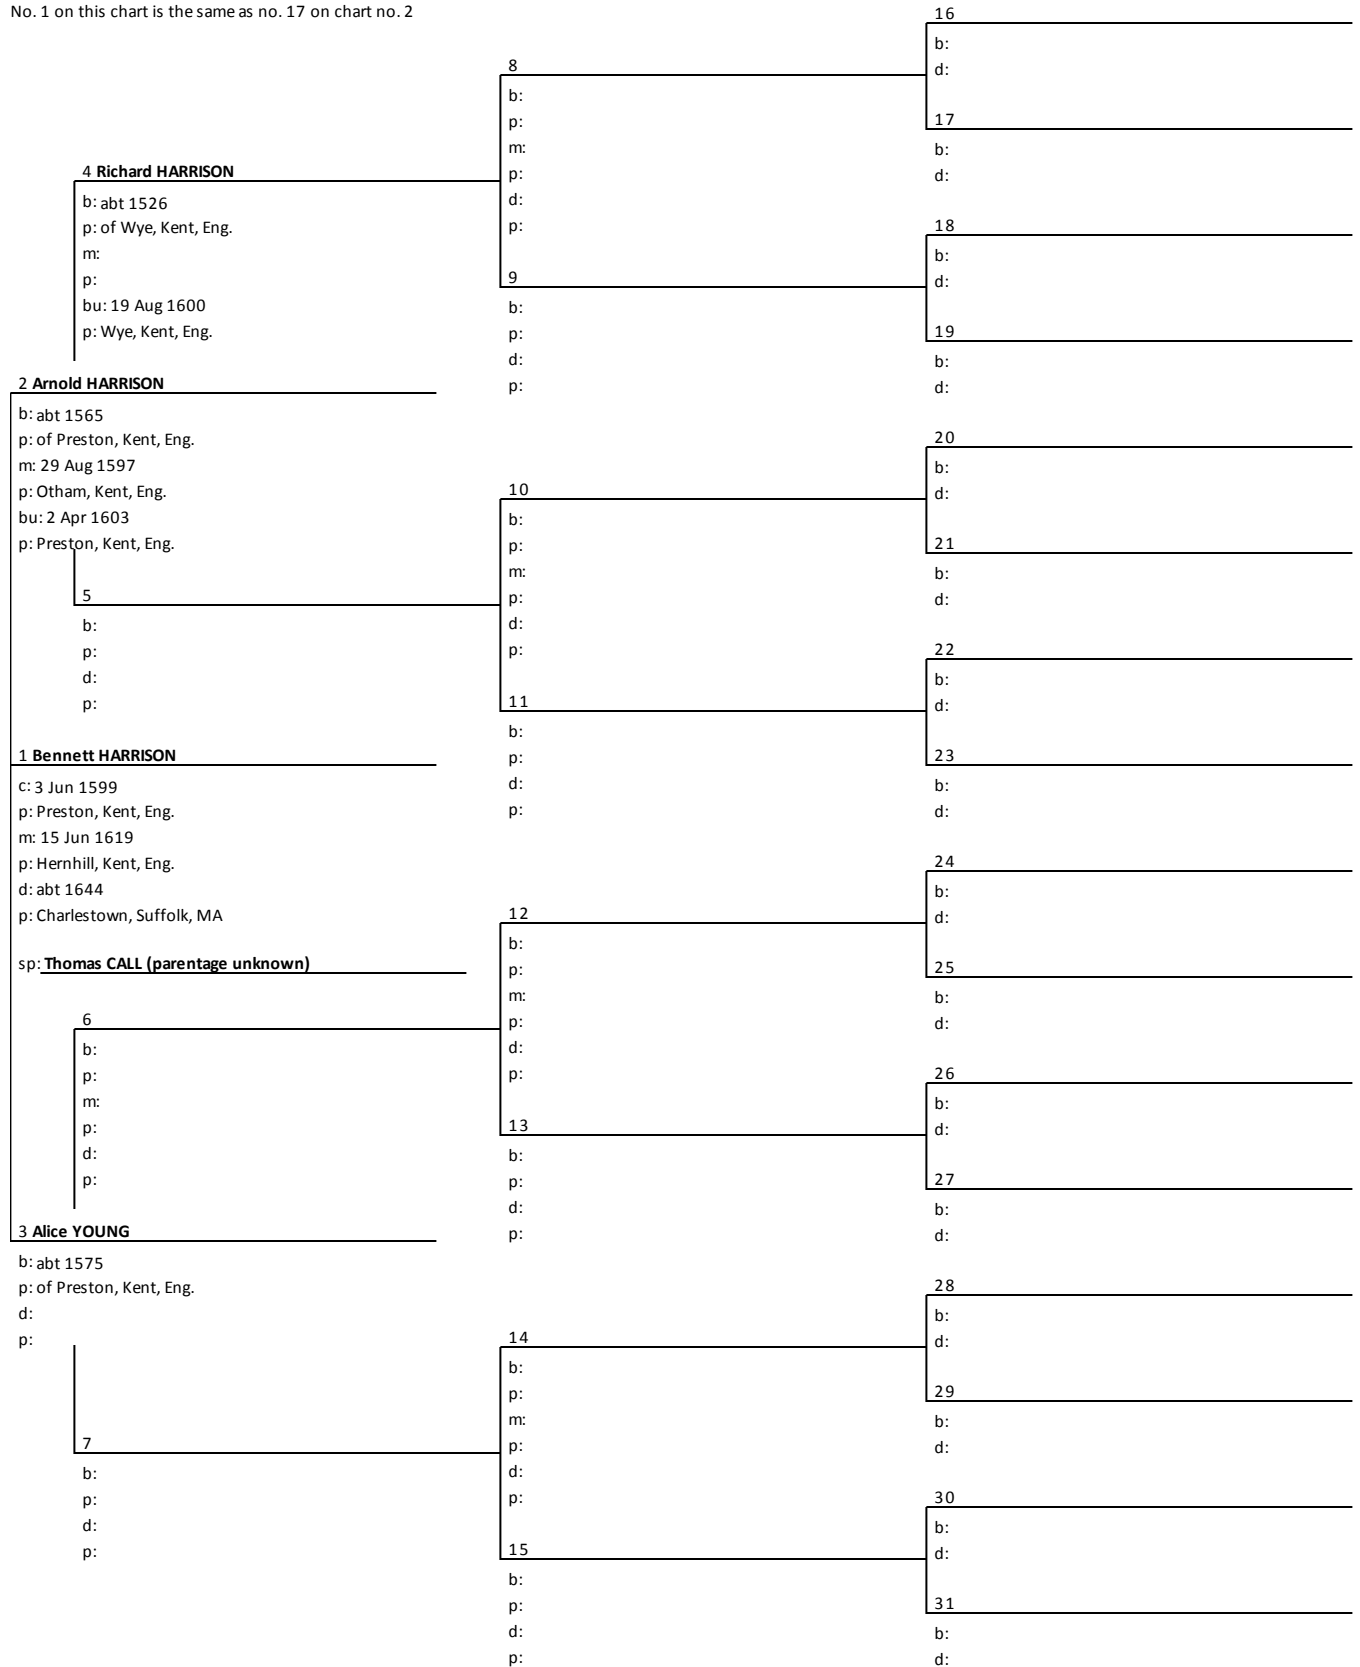 No. 1 on this chart is the same as no. 17 on chart no. 2
4 Richard HARRISON
b: abt 1526
p: of Wye, Kent, Eng.
m:
p:
bu: 19 Aug 1600
p: Wye, Kent, Eng.
2 Arnold HARRISON
b: abt 1565
p: of Preston, Kent, Eng.
m: 29 Aug 1597
p: Otham, Kent, Eng.
bu: 2 Apr 1603
p: Preston, Kent, Eng.
5
b:
p:
d:
p:
1 Bennett HARRISON
c: 3 Jun 1599
p: Preston, Kent, Eng.
m: 15 Jun 1619
p: Hernhill, Kent, Eng.
d: abt 1644
p: Charlestown, Suffolk, MA
sp: Thomas CALL (parentage unknown)
6
b:
p:
m:
p:
d:
p:
3 Alice YOUNG
b: abt 1575
p: of Preston, Kent, Eng.
d:
p:
7
b:
p:
d:
p:
8
b:
p:
m:
p:
d:
p:
9
b:
p:
d:
p:
10
b:
p:
m:
p:
d:
p:
11
b:
p:
d:
p:
12
b:
p:
m:
p:
d:
p:
13
b:
p:
d:
p:
14
b:
p:
m:
p:
d:
p:
15
b:
p:
d:
p:
16
b:
d:
17
b:
d:
18
b:
d:
19
b:
d:
20
b:
d:
21
b:
d:
22
b:
d:
23
b:
d:
24
b:
d:
25
b:
d:
26
b:
d:
27
b:
d:
28
b:
d:
29
b:
d:
30
b:
d:
31
b:
d: